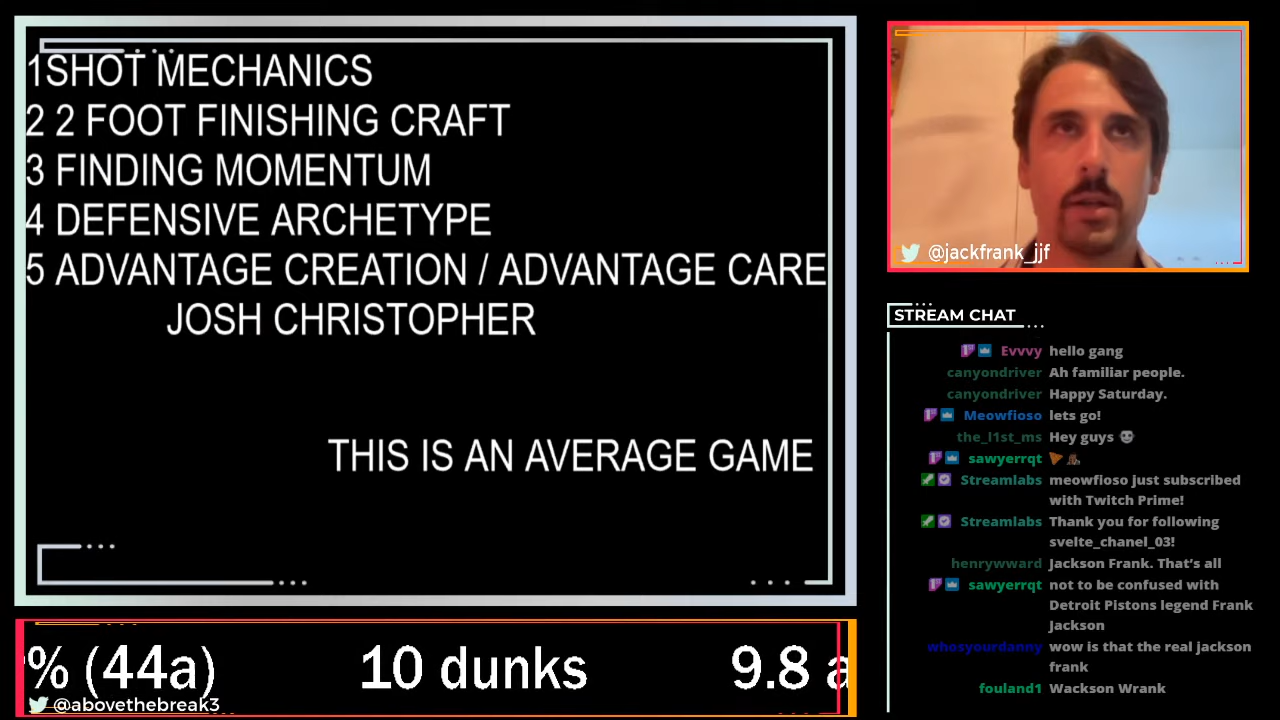 1SHOT MECHANICS
2 2 FOOT FINISHING CRAFT
3 FINDING MOMENTUM
4 DEFENSIVE ARCHETYPE
5 ADVANTAGE CREATION / ADVANTAGE CARE
JOSH CHRISTOPHER
THIS IS AN AVERAGE GAME
% (44a) 10 dunks 9.8 a
@abovethebreak3
@jackfrank_jjf
STREAM CHAT
Evvvy hello gang
canyondriver Ah familiar people.
canyondriver Happy Saturday.
Meowfioso lets go!
the_l1st_ms Hey guys
sawyerrqt
Streamlabs meowfioso just subscribed
with Twitch Prime!
Streamlabs Thank you for following
svelte_chanel_03!
henrywward Jackson Frank. That's all
sawyerrqt not to be confused with
Detroit Pistons legend Frank
Jackson
whosyourdanny wow is that the real jackson
frank
fouland1 Wackson Wrank